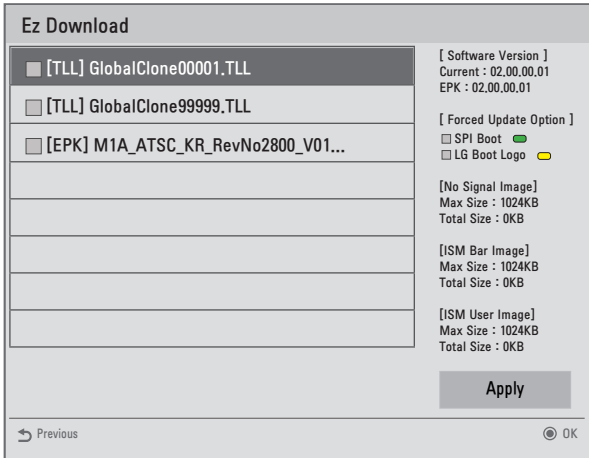 Ez Download
[TLL] GlobalClone00001.TLL
[TLL] GlobalClone99999.TLL
[EPK] M1A_ATSC_KR_RevNo2800_V01...
[ Software Version ]
Current : 02.00.00.01
EPK : 02.00.00.01
[ Forced Update Option ]
SPI Boot
LG Boot Logo
[No Signal Image]
Max Size : 1024KB
Total Size : 0KB
[ISM Bar Image]
Max Size : 1024KB
Total Size : 0KB
[ISM User Image]
Max Size : 1024KB
Total Size : 0KB
Apply
Previous
OK